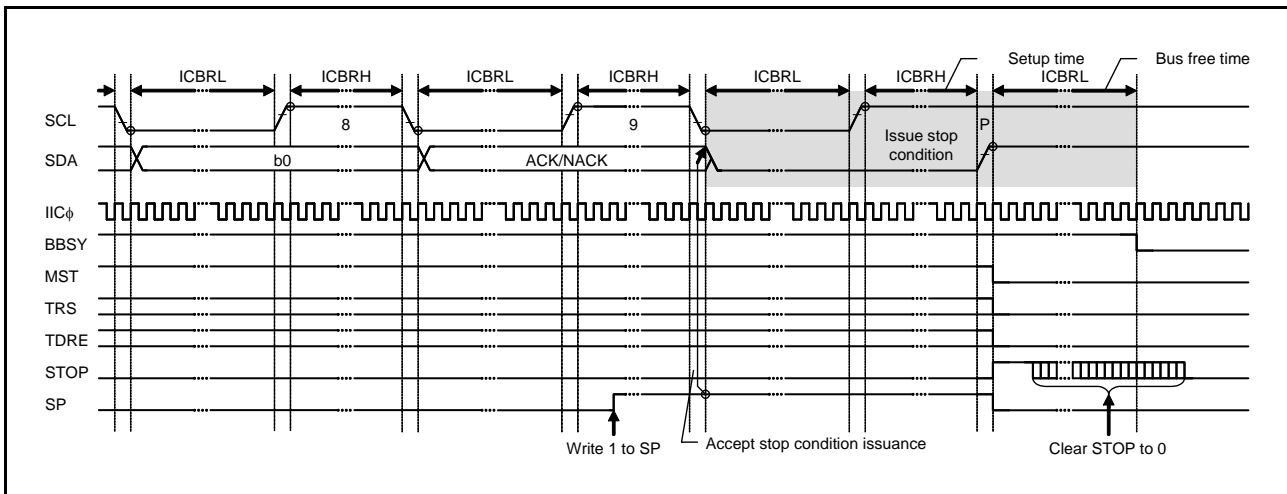 Setup time
Bus free time
ICBRL
ICBRH
ICBRL
ICBRH
ICBRL
ICBRH
ICBRL
SCL
8
9
Issue stop
condition
P
SDA
b0
ACK/NACK
IICϕ
BBSY
MST
TRS
TDRE
STOP
SP
Write 1 to SP
Accept stop condition issuance
Clear STOP to 0